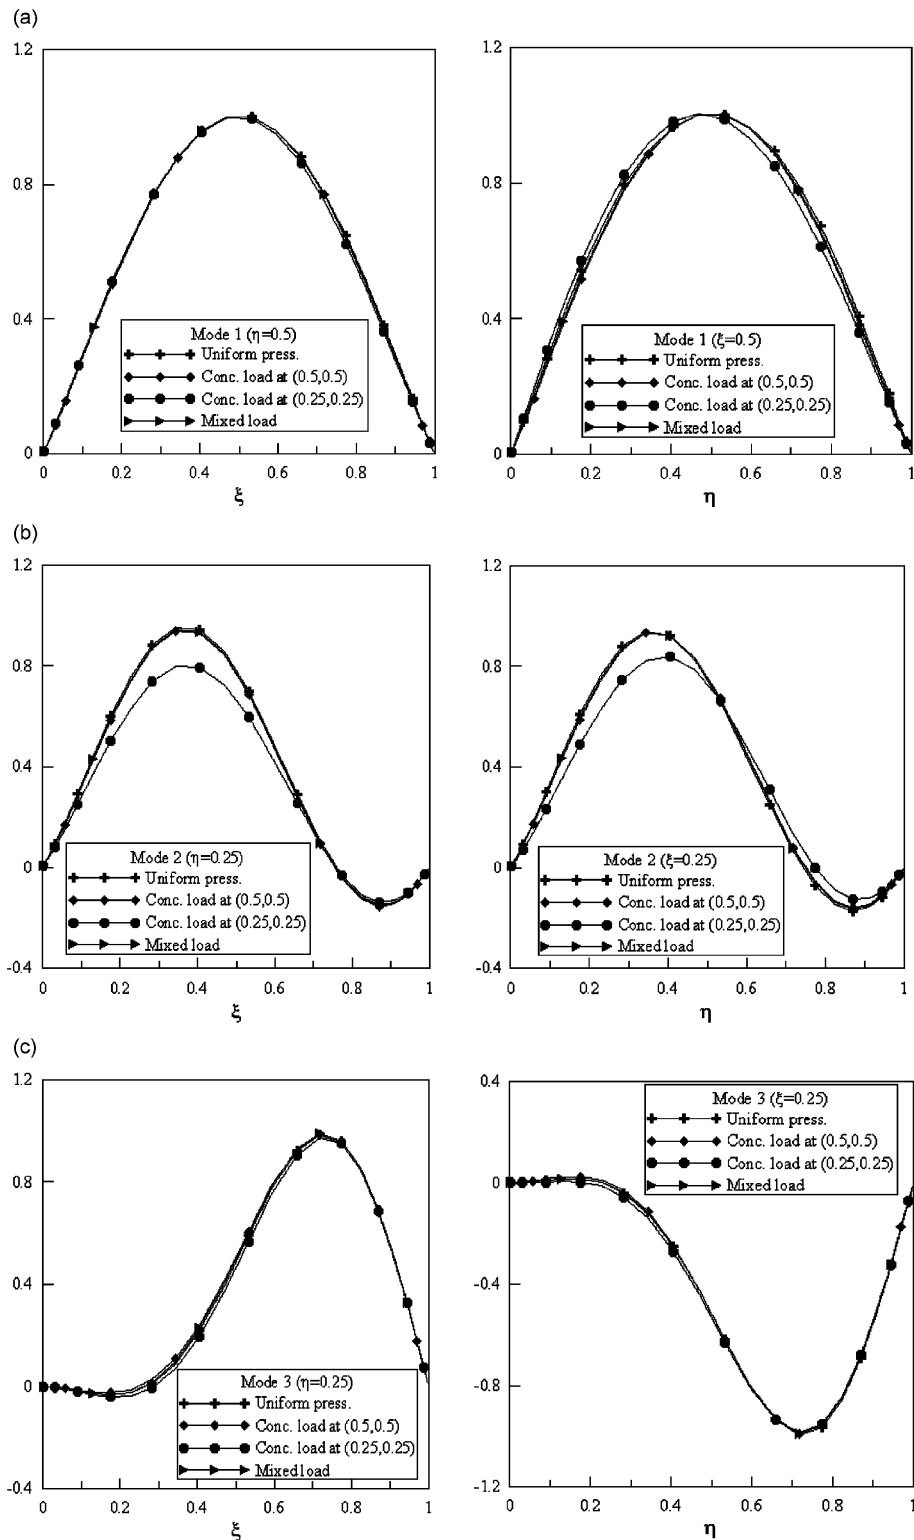 (a)
1.2
0.8
0.4
0
Mode 1 (η=0.5)
Uniform press.
Conc. load at (0.5,0.5)
Conc. load at (0.25,0.25)
Mixed load
0 0.2 0.4 0.6 0.8 1
ξ
1.2
0.8
0.4
0
Mode 1 (ξ=0.5)
Uniform press.
Conc. load at (0.5,0.5)
Conc. load at (0.25,0.25)
Mixed load
0 0.2 0.4 0.6 0.8 1
η
(b)
1.2
0.8
0.4
0
-0.4
Mode 2 (η=0.25)
Uniform press.
Conc. load at (0.5,0.5)
Conc. load at (0.25,0.25)
Mixed load
0 0.2 0.4 0.6 0.8 1
ξ
1.2
0.8
0.4
0
-0.4
Mode 2 (ξ=0.25)
Uniform press.
Conc. load at (0.5,0.5)
Conc. load at (0.25,0.25)
Mixed load
0 0.2 0.4 0.6 0.8 1
η
(c)
1.2
0.8
0.4
0
-0.4
Mode 3 (η=0.25)
Uniform press.
Conc. load at (0.5,0.5)
Conc. load at (0.25,0.25)
Mixed load
0 0.2 0.4 0.6 0.8 1
ξ
0.4
0
-0.4
-0.8
-1.2
Mode 3 (ξ=0.25)
Uniform press.
Conc. load at (0.5,0.5)
Conc. load at (0.25,0.25)
Mixed load
0 0.2 0.4 0.6 0.8 1
η